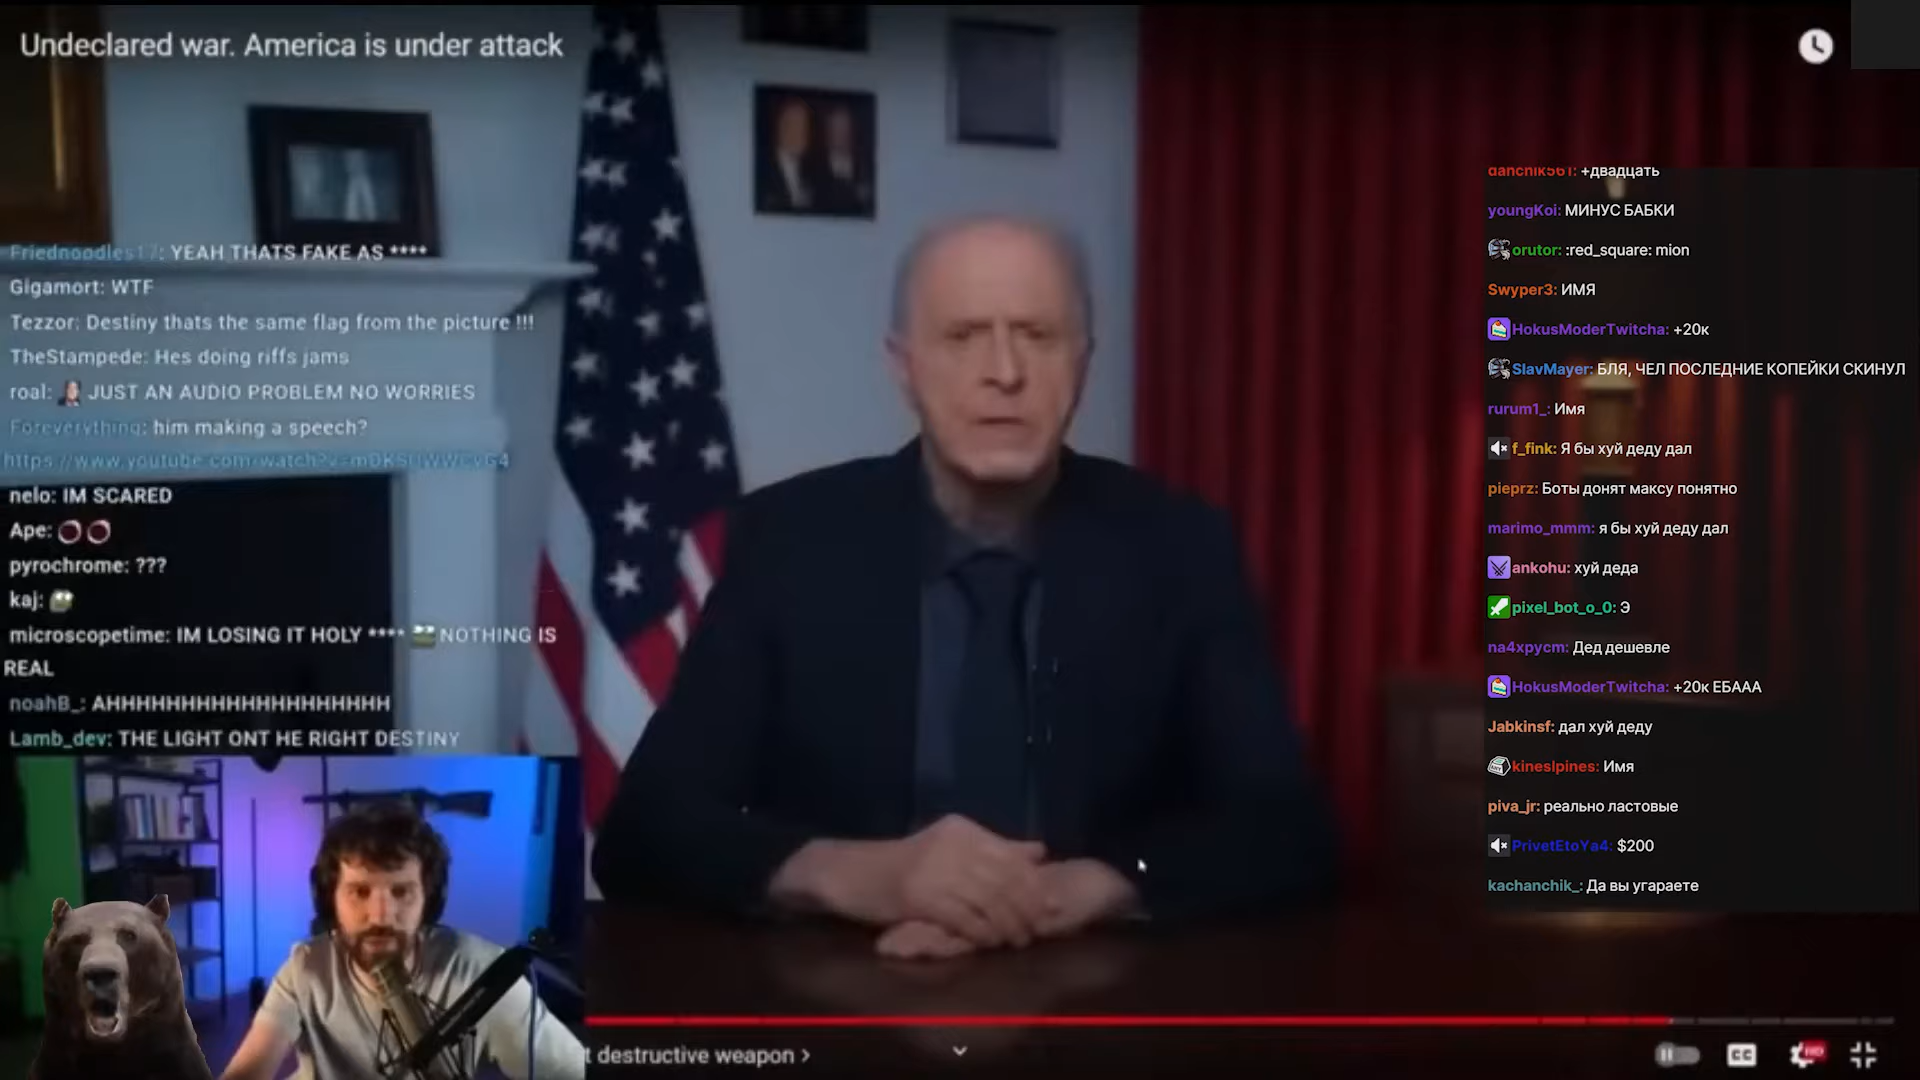 Undeclared war. America is under attack
Friednoodles17: YEAH THATS FAKE AS ****
Gigamort: WTF
Tezzor: Destiny thats the same flag from the picture !!!
TheStampede: Hes doing riffs jams
roal: JUST AN AUDIO PROBLEM NO WORRIES
Foreverything: him making a speech?
nelo: IM SCARED
Ape:
pyrochrome: ???
kaj:
microscopetime: IM LOSING IT HOLY **** NOTHING IS
REAL
noahB_: AHHHHHHHHHHHHHHHHHHHH
Lamb_dev: THE LIGHT ONT HE RIGHT DESTINY
danchik561: +двадцать
youngKoi: МИНУС БАБКИ
orutor: :red_square: mion
Swyper3: ИМЯ
HokusModerTwitcha: +20к
SlavMayer: БЛЯ, ЧЕЛ ПОСЛЕДНИЕ КОПЕЙКИ СКИНУЛ
rurum1_: Имя
f_fink: Я бы хуй деду дал
pieprz: Боты донят максу понятно
marimo_mmm: я бы хуй деду дал
ankohu: хуй деда
pixel_bot_o_0: Э
na4xpycm: Дед дешевле
HokusModerTwitcha: +20к ЕБААА
Jabkinsf: дал хуй деду
kineslpines: Имя
piva_jr: реально ластовые
PrivetEtoYa4: $200
kachanchik_: Да вы угараете
t destructive weapon >
CC
HD